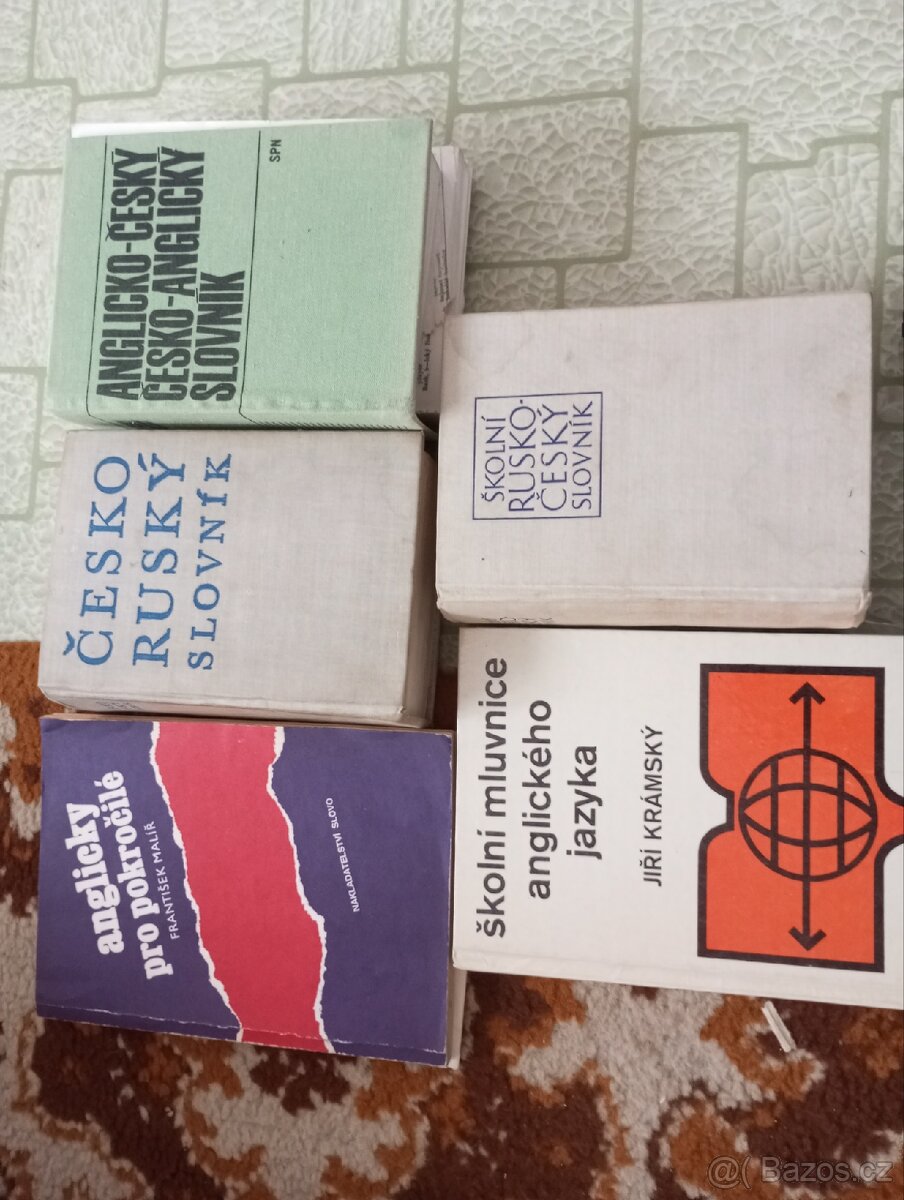 ANGLICKO-ČESKÝ
ČESKO-ANGLICKÝ
SLOVNÍK
SPN
ČESKO
RUSKÝ
SLOVNÍK
ŠKOLNÍ
RUSKO-
ČESKÝ
SLOVNÍK
anglicky
pro pokročilé
FRANTIŠEK MALÍŘ
NAKLADATELSTVÍ SLOVO
školní mluvnice
anglického
jazyka
JIŘÍ KRÁMSKÝ
@( Bazos.cz